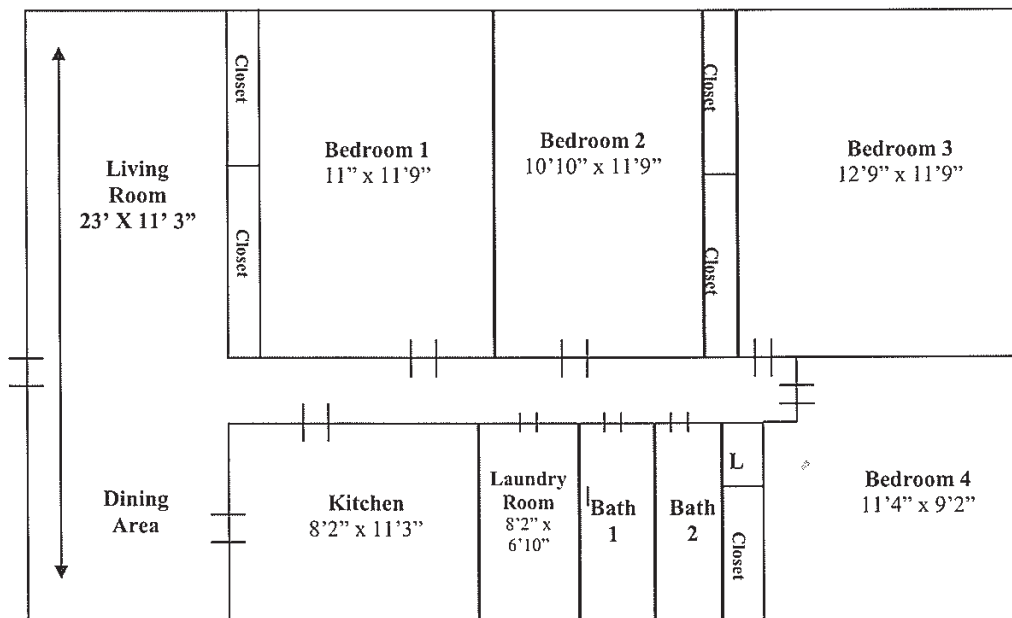 Closet
Closet
Living
Room
23’ X 11’ 3”
Bedroom 1
11” x 11’9”
Bedroom 2
10’10” x 11’9”
Closet
Closet
Bedroom 3
12’9” x 11’9”
Dining
Area
Kitchen
8’2” x 11’3”
Laundry
Room
8’2” x
6’10”
Bath
1
Bath
2
L
Closet
Bedroom 4
11’4” x 9’2”